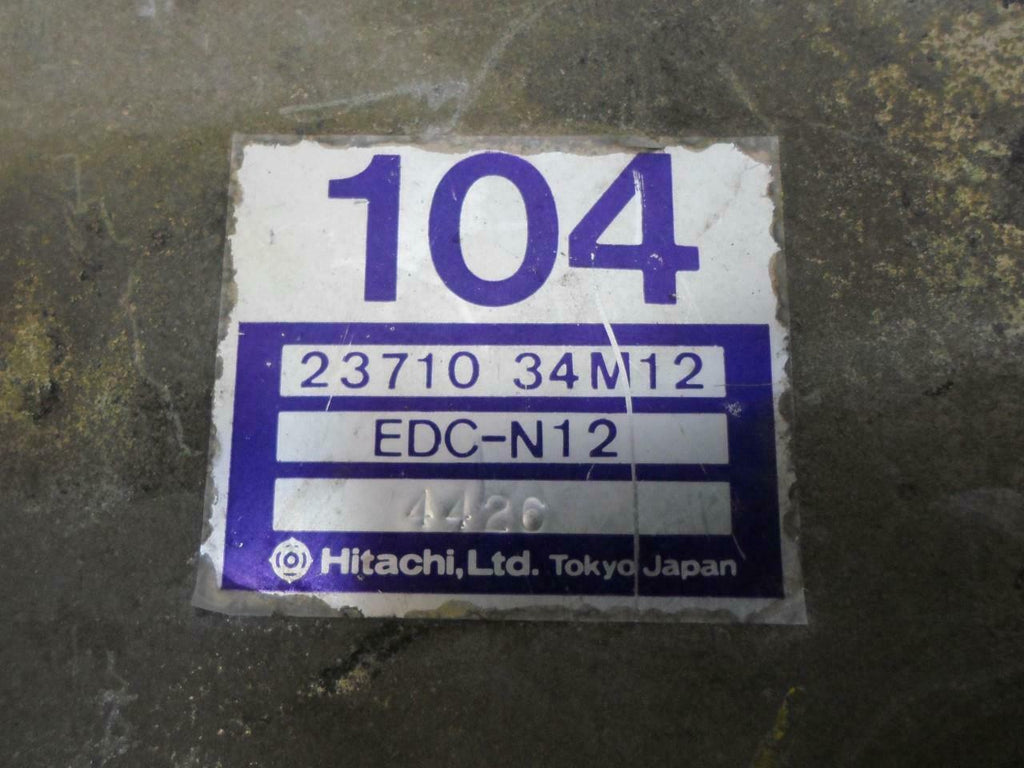 104
23710 34M12
EDC-N12
4426
Hitachi, Ltd. Tokyo Japan